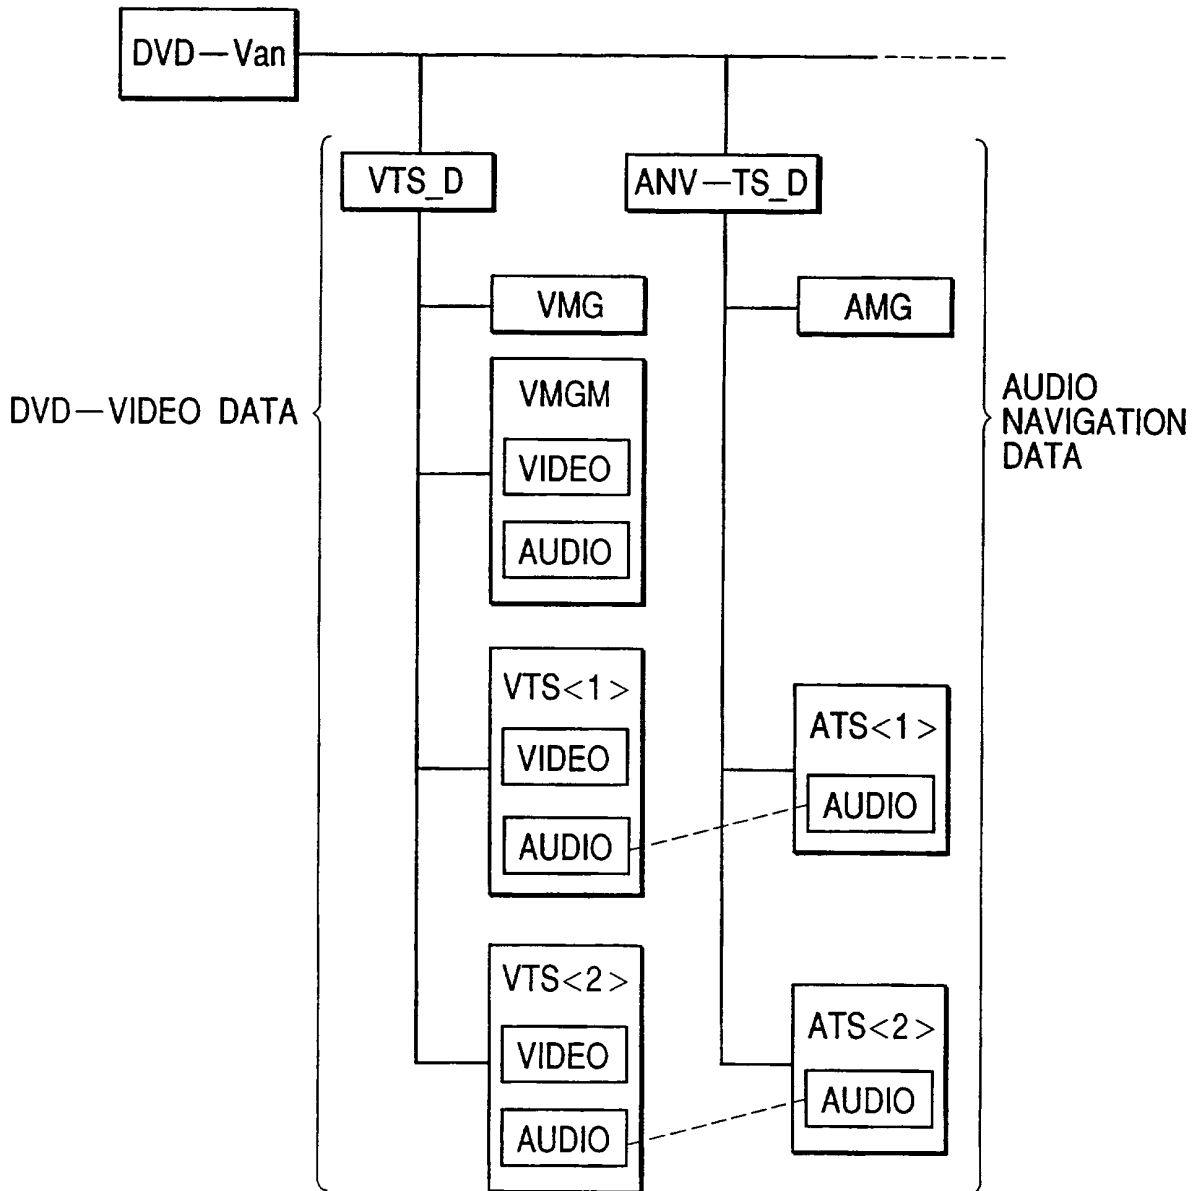 DVD—Van
VTS_D
ANV—TS_D
VMG
AMG
DVD—VIDEO DATA
VMGM
VIDEO
AUDIO
AUDIO
NAVIGATION
DATA
VTS<1>
VIDEO
AUDIO
ATS<1>
AUDIO
VTS<2>
VIDEO
AUDIO
ATS<2>
AUDIO